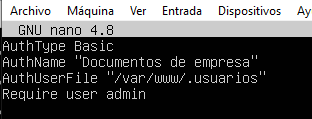 Archivo Máquina Ver Entrada Dispositivos
GNU nano 4.8
AuthType Basic
AuthName "Documentos de empresa"
AuthUserFile "/var/www/.usuarios"
Require user admin